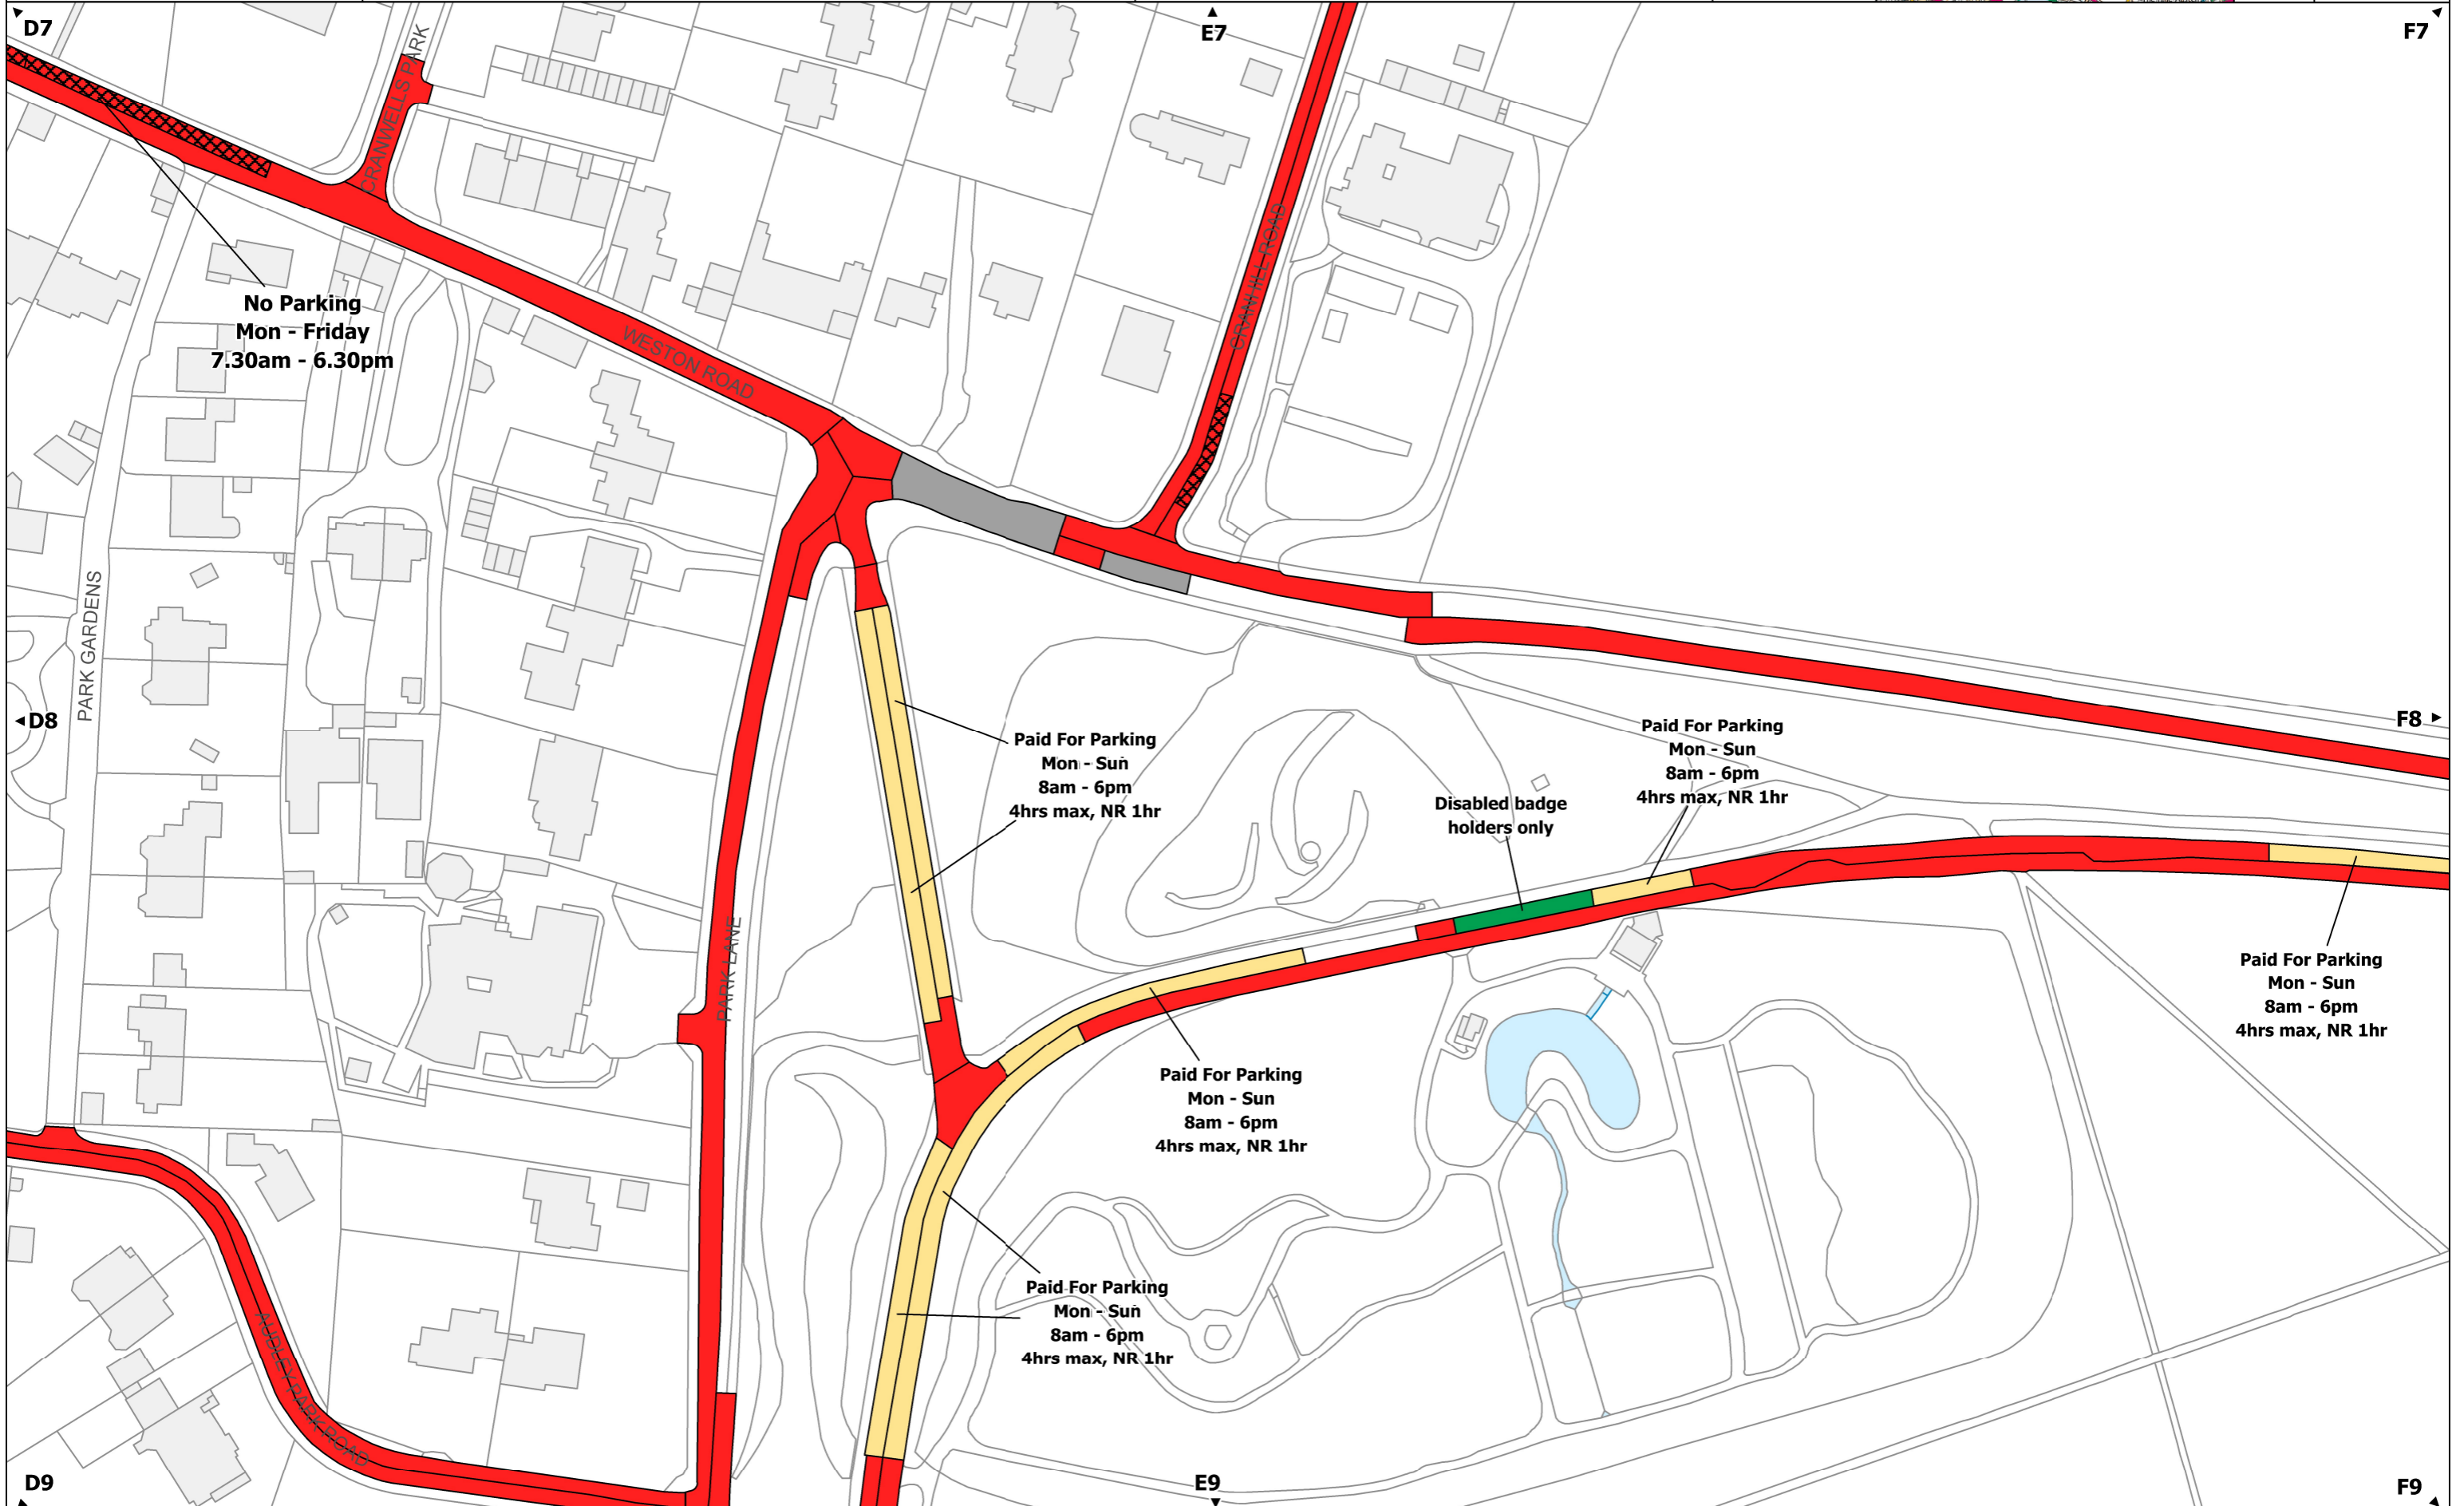 D7
E7
F7
CRANWELLS PARK
No Parking
Mon - Friday
7.30am - 6.30pm
CRANHILL ROAD
WESTON ROAD
PARK GARDENS
D8
F8
Paid For Parking
Mon - Sun
8am - 6pm
4hrs max, NR 1hr
Paid For Parking
Mon - Sun
8am - 6pm
4hrs max, NR 1hr
Disabled badge
holders only
PARK LANE
Paid For Parking
Mon - Sun
8am - 6pm
4hrs max, NR 1hr
Paid For Parking
Mon - Sun
8am - 6pm
4hrs max, NR 1hr
Paid For Parking
Mon - Sun
8am - 6pm
4hrs max, NR 1hr
AUDLEY PARK ROAD
D9
E9
F9